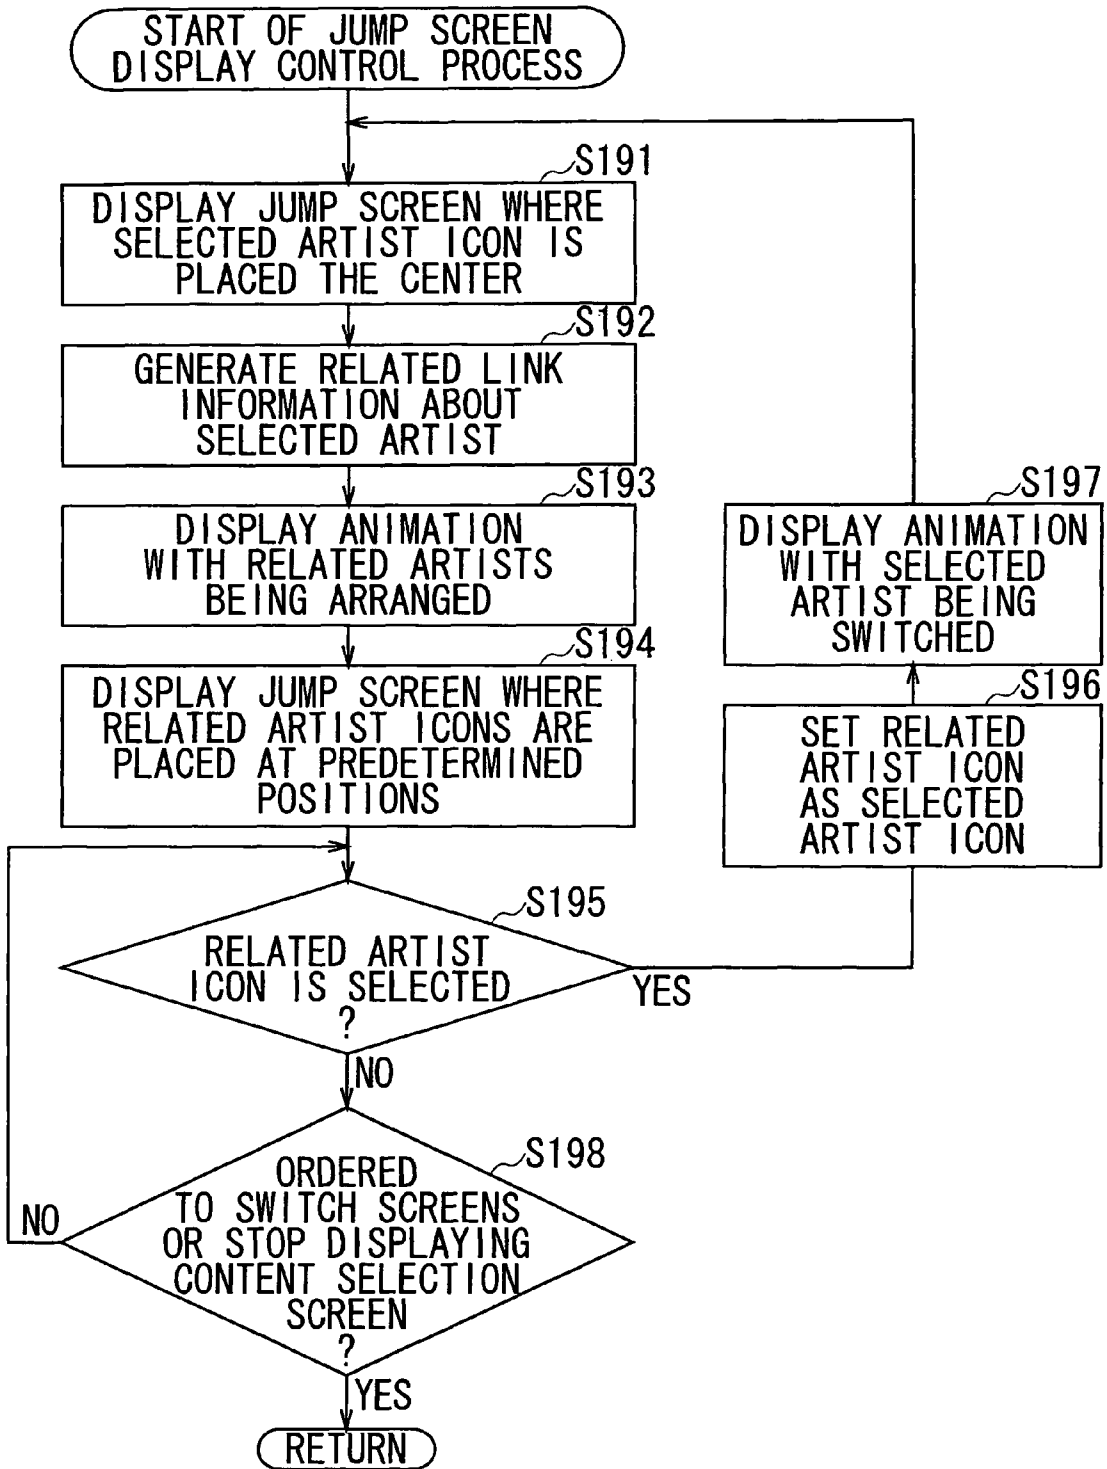 START OF JUMP SCREEN
DISPLAY CONTROL PROCESS
S191
DISPLAY JUMP SCREEN WHERE
SELECTED ARTIST ICON IS
PLACED THE CENTER
S192
GENERATE RELATED LINK
INFORMATION ABOUT
SELECTED ARTIST
S193
DISPLAY ANIMATION
WITH RELATED ARTISTS
BEING ARRANGED
S194
DISPLAY JUMP SCREEN WHERE
RELATED ARTIST ICONS ARE
PLACED AT PREDETERMINED
POSITIONS
S195
RELATED ARTIST
ICON IS SELECTED
?
YES
S196
SET RELATED
ARTIST ICON
AS SELECTED
ARTIST ICON
S197
DISPLAY ANIMATION
WITH SELECTED
ARTIST BEING
SWITCHED
NO
S198
ORDERED
TO SWITCH SCREENS
OR STOP DISPLAYING
CONTENT SELECTION
SCREEN
?
NO
YES
RETURN